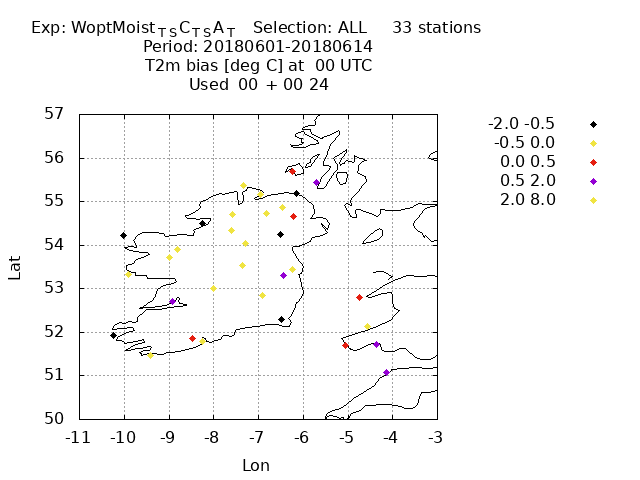 Exp: WoptMoistTSCTSAT Selection: ALL 33 stations
Period: 20180601-20180614
T2m bias [deg C] at 00 UTC
Used 00 + 00 24
57
56
55
54
53
52
51
50
-11 -10 -9 -8 -7 -6 -5 -4 -3
Lat
Lon
-2.0 -0.5
-0.5 0.0
0.0 0.5
0.5 2.0
2.0 8.0